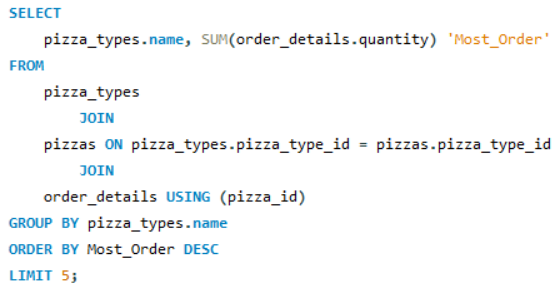 SELECT
pizza_types.name, SUM(order_details.quantity) 'Most_Order'
FROM
pizza_types
JOIN
pizzas ON pizza_types.pizza_type_id = pizzas.pizza_type_id
JOIN
order_details USING (pizza_id)
GROUP BY pizza_types.name
ORDER BY Most_Order DESC
LIMIT 5;